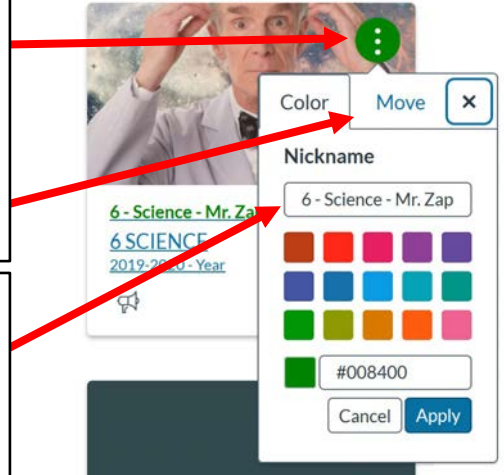 Color Move ×
Nickname
6 - Science - Mr. Zap
6 - Science - Mr. Za
6 SCIENCE
2019-2020 - Year
#008400
Cancel Apply